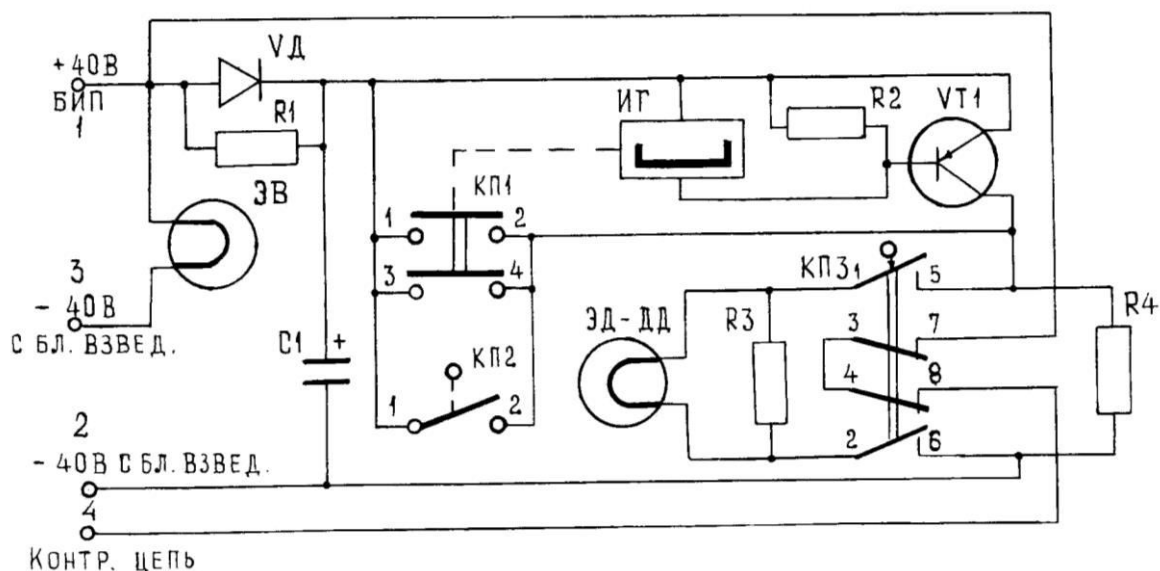 VД
+40В
БИП
1
R1
ЭВ
ИГ
R2
VT1
КП1
1
2
3
4
3
- 40В
С БЛ. ВЗВЕД.
С1
+
КП2
1
2
ЭД-ДД
R3
КП3
1
5
3
7
4
8
2
6
R4
2
- 40В С БЛ. ВЗВЕД.
4
КОНТР. ЦЕПЬ